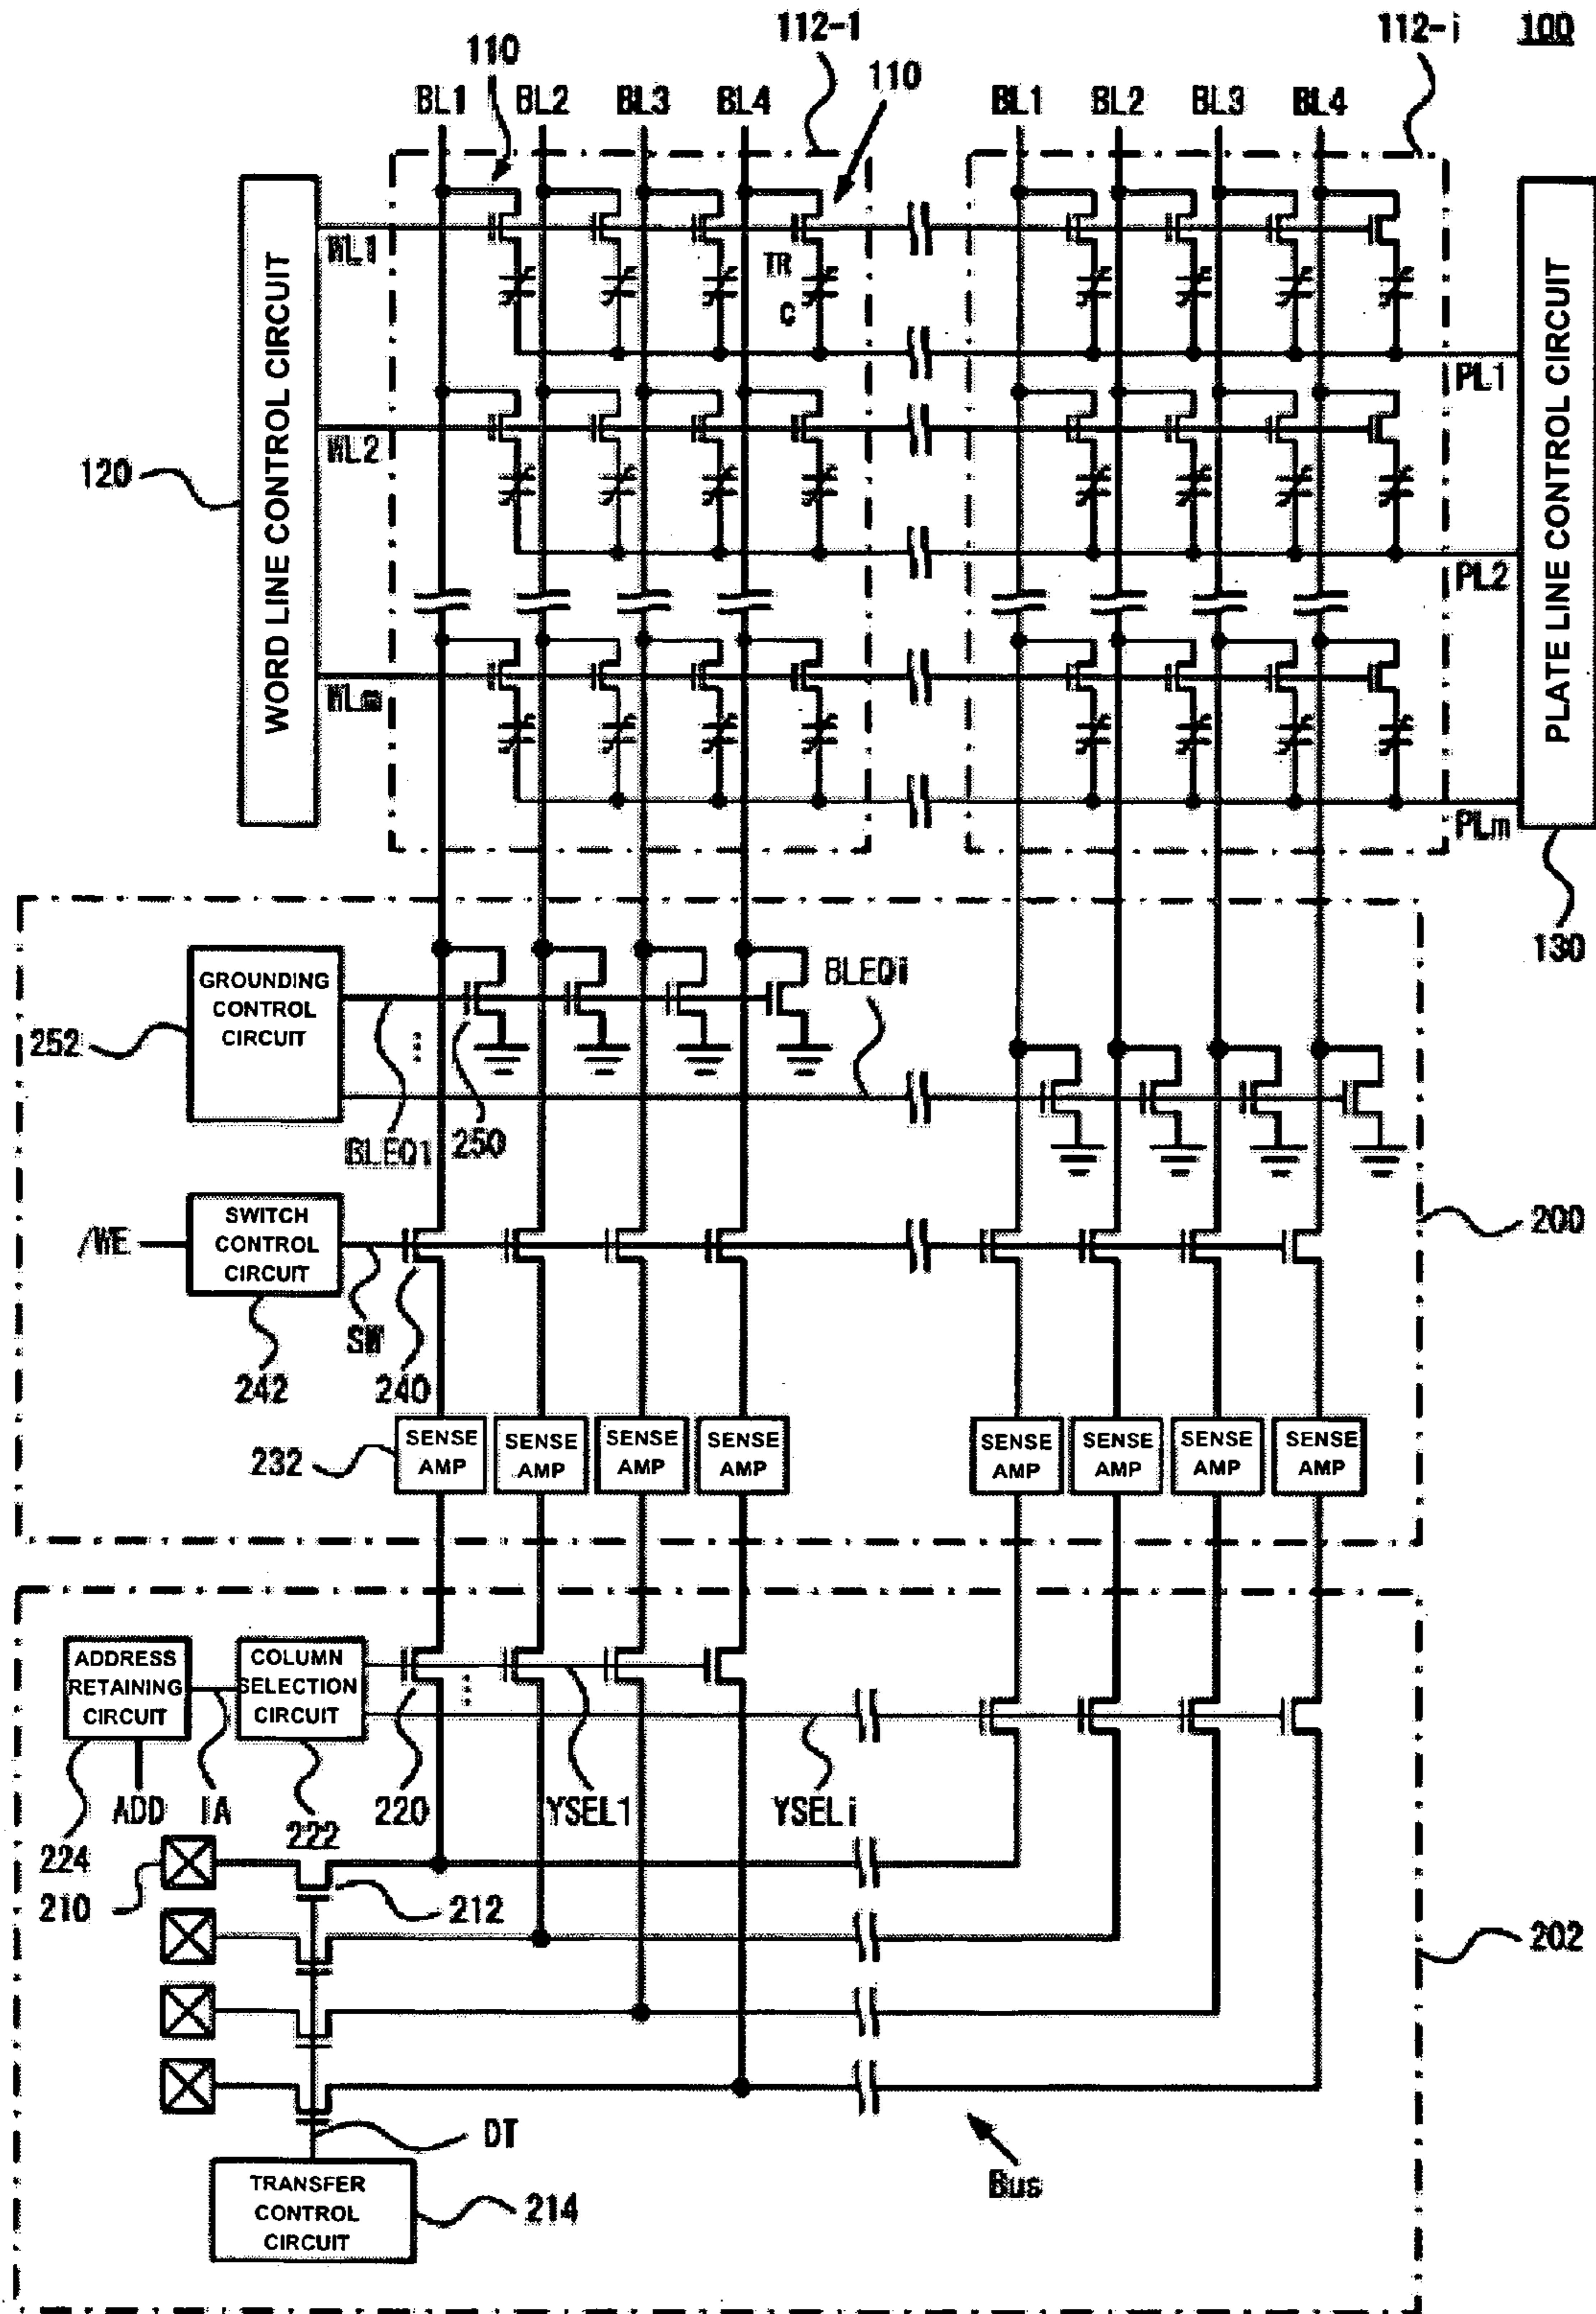 112-1
112-i
100
110
110
BL1 BL2 BL3 BL4
BL1 BL2 BL3 BL4
WORD LINE CONTROL CIRCUIT
WL1
TR
C
PL1
PLATE LINE CONTROL CIRCUIT
WL2
120
PL2
WLm
PLm
130
GROUNDING
CONTROL
CIRCUIT
BLEQi
252
BLEQ1
250
/WE
SWITCH
CONTROL
CIRCUIT
200
SW
242
240
232
SENSE
AMP
SENSE
AMP
SENSE
AMP
SENSE
AMP
SENSE
AMP
SENSE
AMP
SENSE
AMP
SENSE
AMP
ADDRESS
RETAINING
CIRCUIT
COLUMN
SELECTION
CIRCUIT
224
ADD
IA
222
220
YSEL1
YSELi
210
212
202
DT
Bus
TRANSFER
CONTROL
CIRCUIT
214